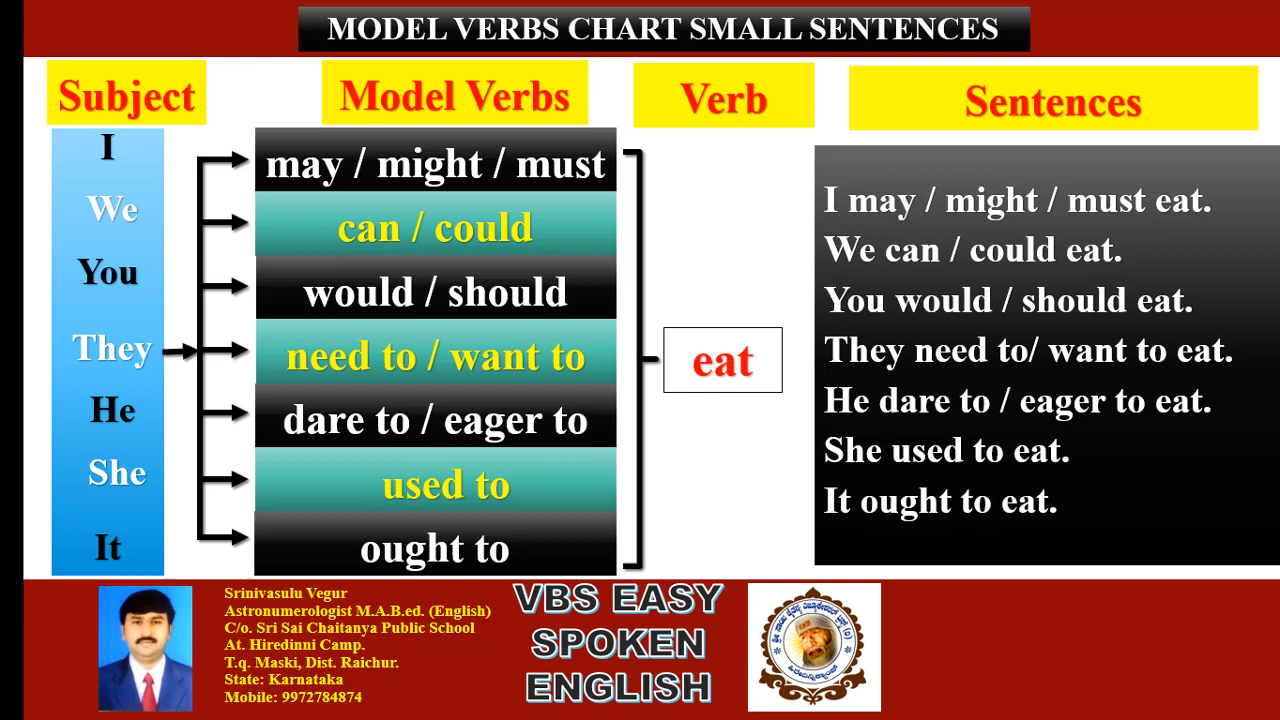 MODEL VERBS CHART SMALL SENTENCES
Subject
Model Verbs
Verb
Sentences
I
We
You
They
He
She
It
may / might / must
can / could
would / should
need to / want to
dare to / eager to
used to
ought to
eat
I may / might / must eat.
We can / could eat.
You would / should eat.
They need to/ want to eat.
He dare to / eager to eat.
She used to eat.
It ought to eat.
Srinivasulu Vegur
Astronumerologist M.A.B.ed. (English)
C/o. Sri Sai Chaitanya Public School
At. Hiredinni Camp.
T.q. Maski, Dist. Raichur.
State: Karnataka
Mobile: 9972784874
VBS EASY
SPOKEN
ENGLISH